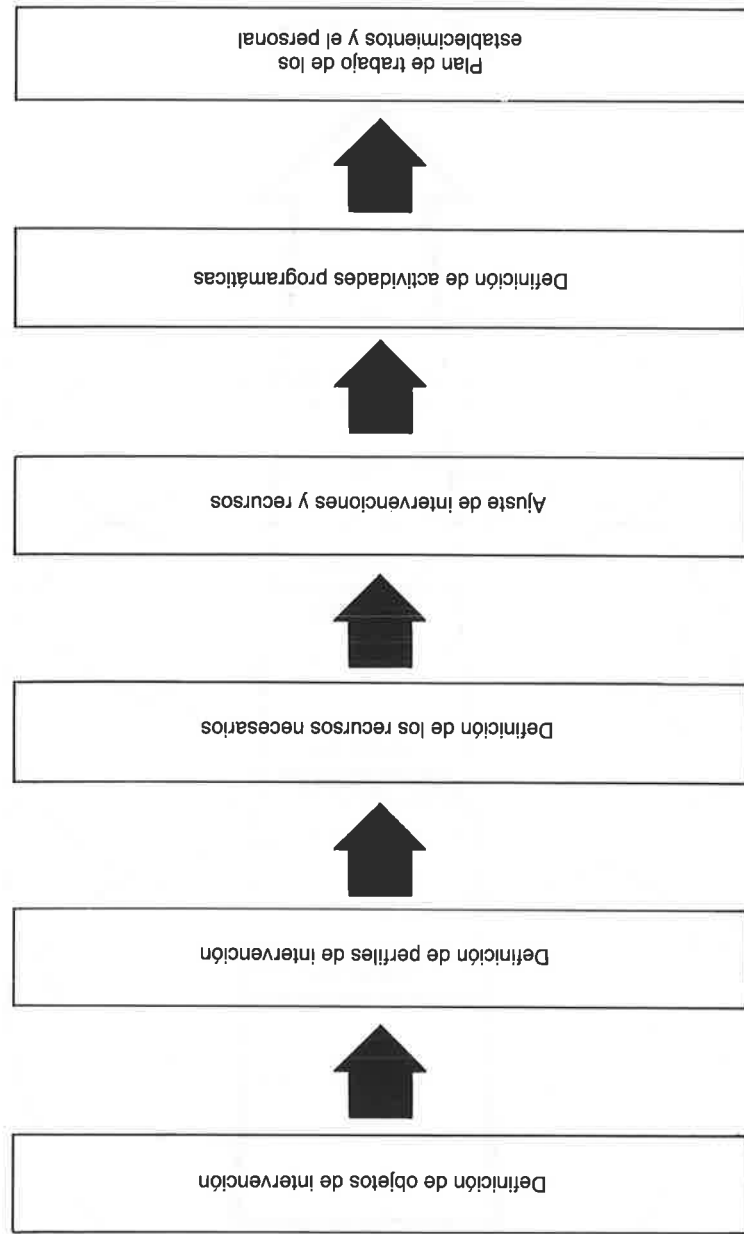 Definición de objetos de intervención
Definición de perfiles de intervención
Definición de los recursos necesarios
Ajuste de intervenciones y recursos
Definición de actividades programáticas
Plan de trabajo de los
establecimientos y el personal